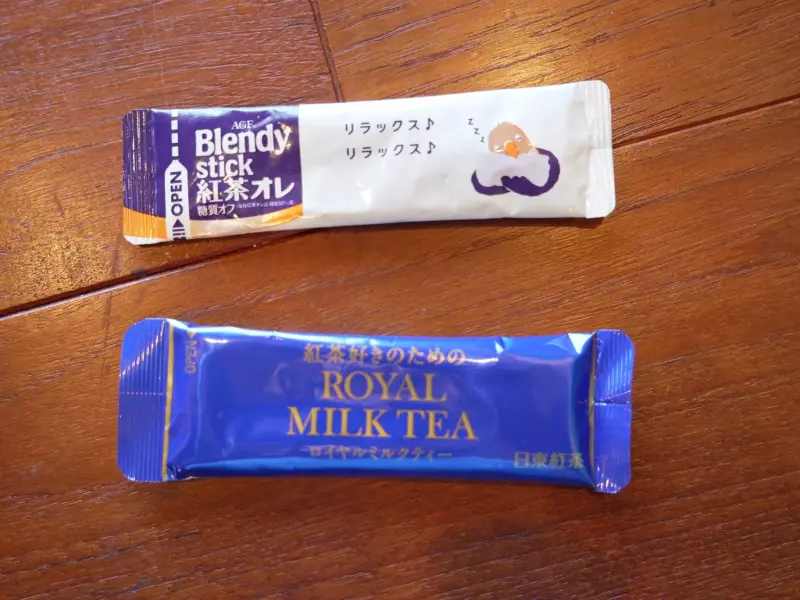 AGF
Blendy
stick
紅茶オレ
糖質オフ
OPEN
リラックス♪
リラックス♪
z z z
OPEN
紅茶好きのための
ROYAL
MILK TEA
ロイヤルミルクティー
日東紅茶